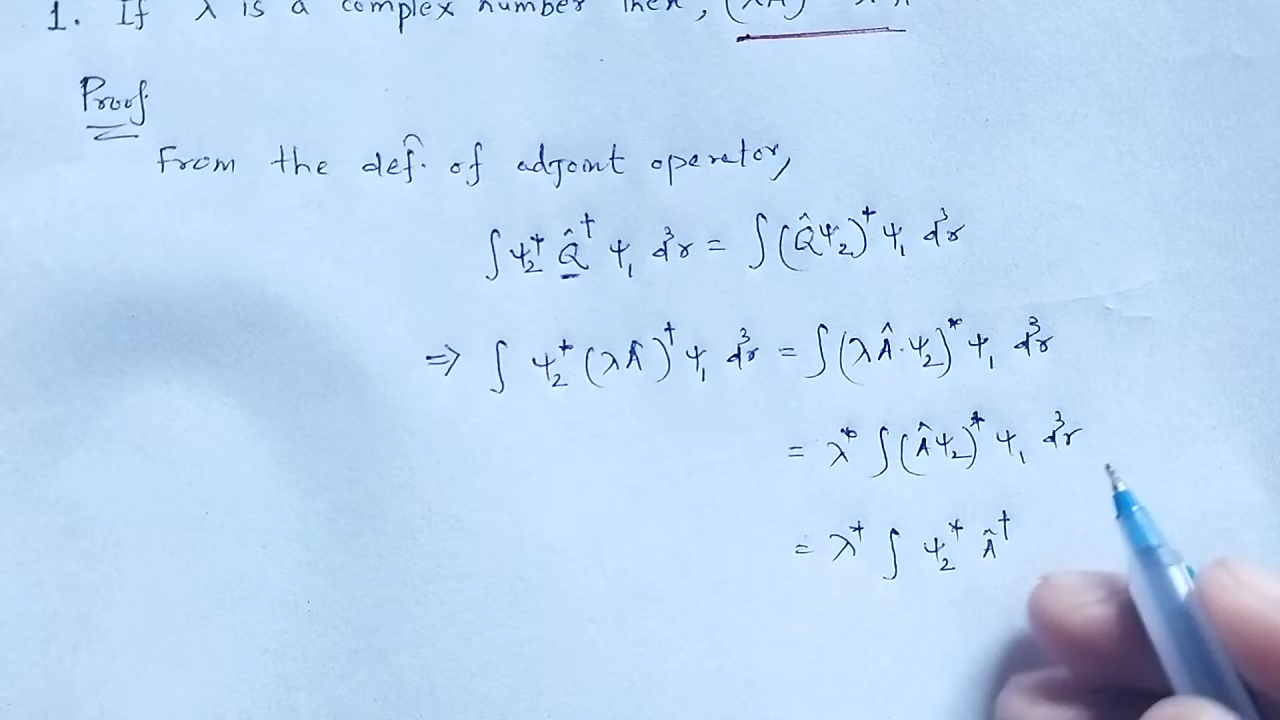 1. If λ is a complex number then, (λA)
Proof
From the def. of adjoint operator,
∫ ψ₂* Q̂† ψ₁ d³r = ∫ (Q̂ψ₂)* ψ₁ d³r
⇒ ∫ ψ₂* (λÂ)† ψ₁ d³r = ∫ (λÂ·ψ₂)* ψ₁ d³r
= λ* ∫ (Âψ₂)* ψ₁ d³r
= λ* ∫ ψ₂* Â†